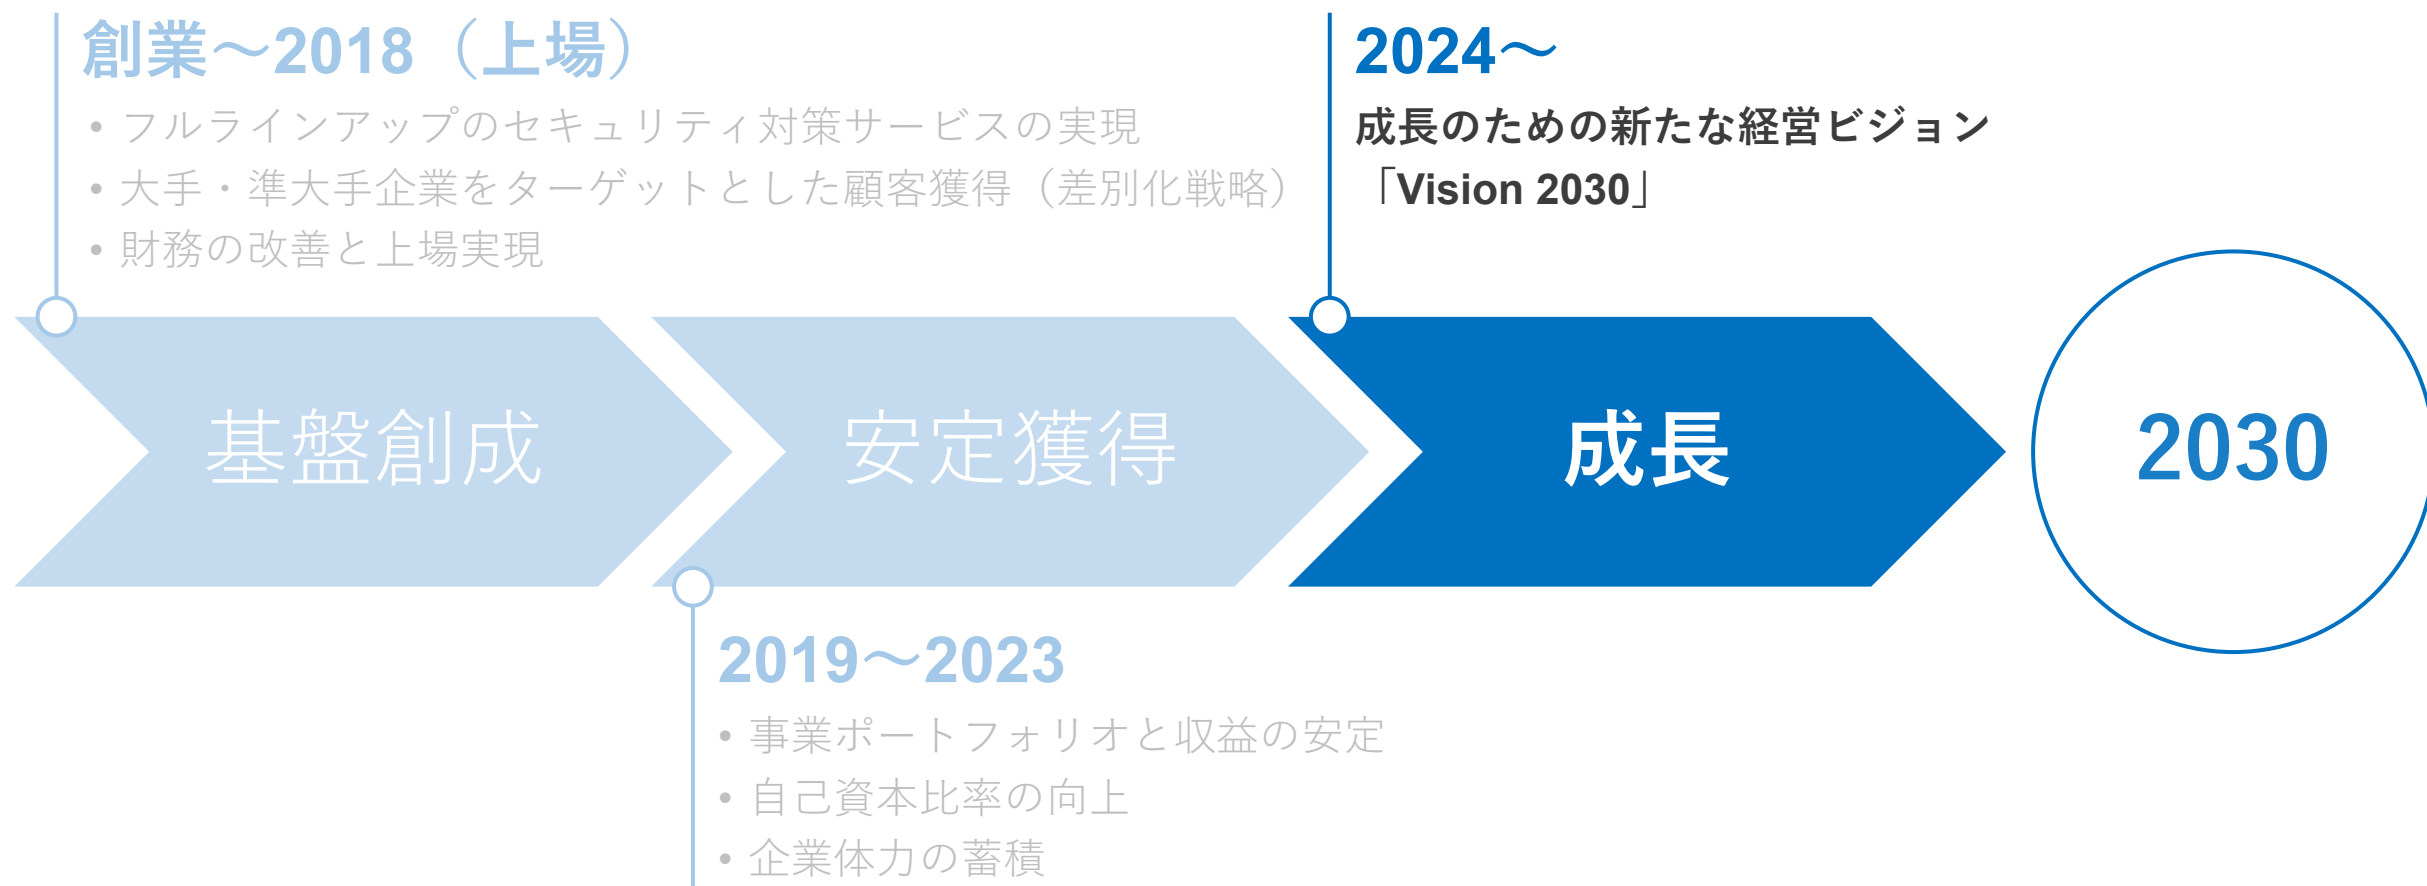 創業～2018（上場）
• フルラインアップのセキュリティ対策サービスの実現
• 大手・準大手企業をターゲットとした顧客獲得（差別化戦略）
• 財務の改善と上場実現
2024～
成長のための新たな経営ビジョン
「Vision 2030」
基盤創成
安定獲得
成長
2030
2019～2023
• 事業ポートフォリオと収益の安定
• 自己資本比率の向上
• 企業体力の蓄積